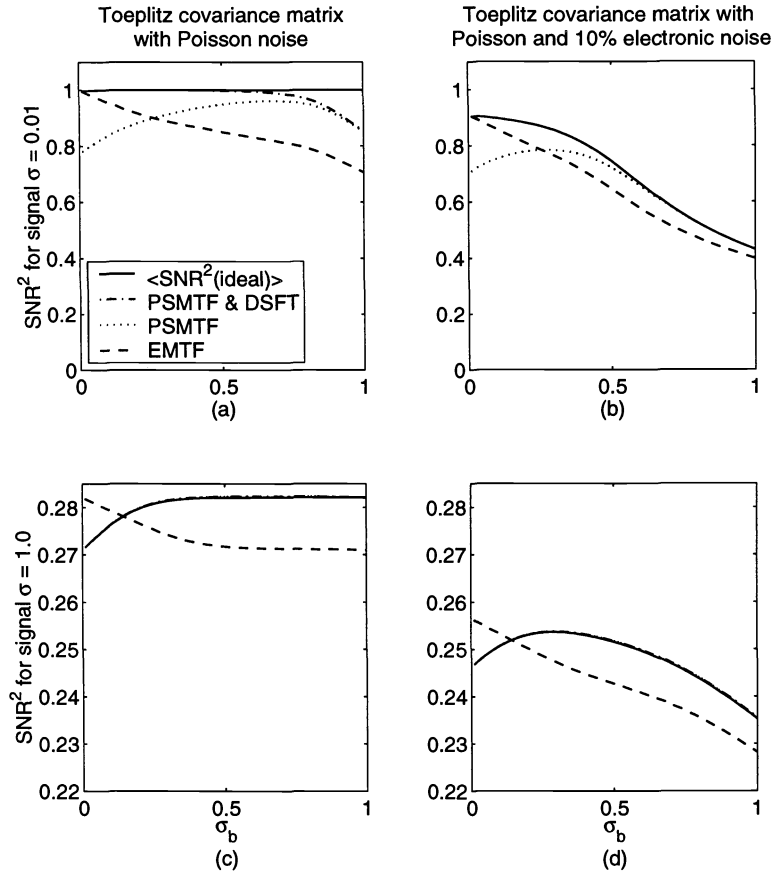 Toeplitz covariance matrix
with Poisson noise
Toeplitz covariance matrix with
Poisson and 10% electronic noise
SNR² for signal σ = 0.01
1
0.8
0.6
0.4
0.2
0
<SNR²(ideal)>
PSMTF & DSFT
PSMTF
EMTF
0
0.5
1
(a)
1
0.8
0.6
0.4
0.2
0
0
0.5
1
(b)
SNR² for signal σ = 1.0
0.28
0.27
0.26
0.25
0.24
0.23
0.22
0
0.5
1
σ_b
(c)
0.28
0.27
0.26
0.25
0.24
0.23
0.22
0
0.5
1
σ_b
(d)